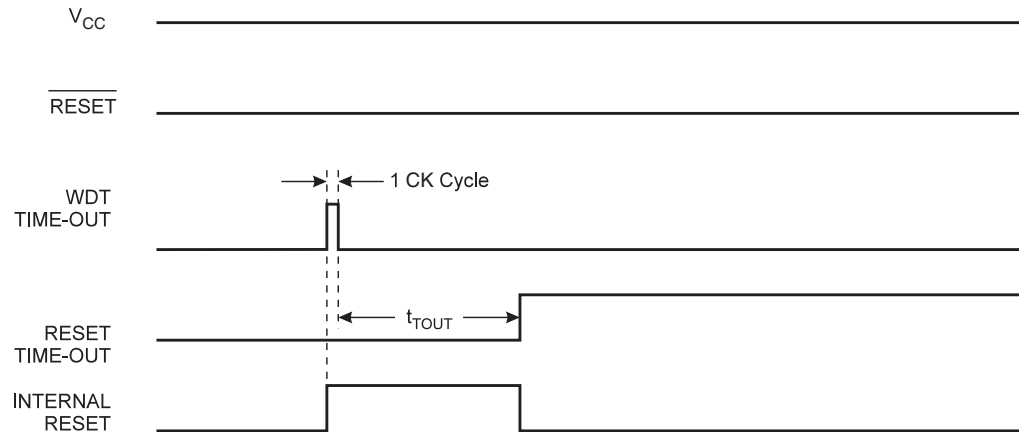 VCC
RESET
1 CK Cycle
WDT
TIME-OUT
tTOUT
RESET
TIME-OUT
INTERNAL
RESET